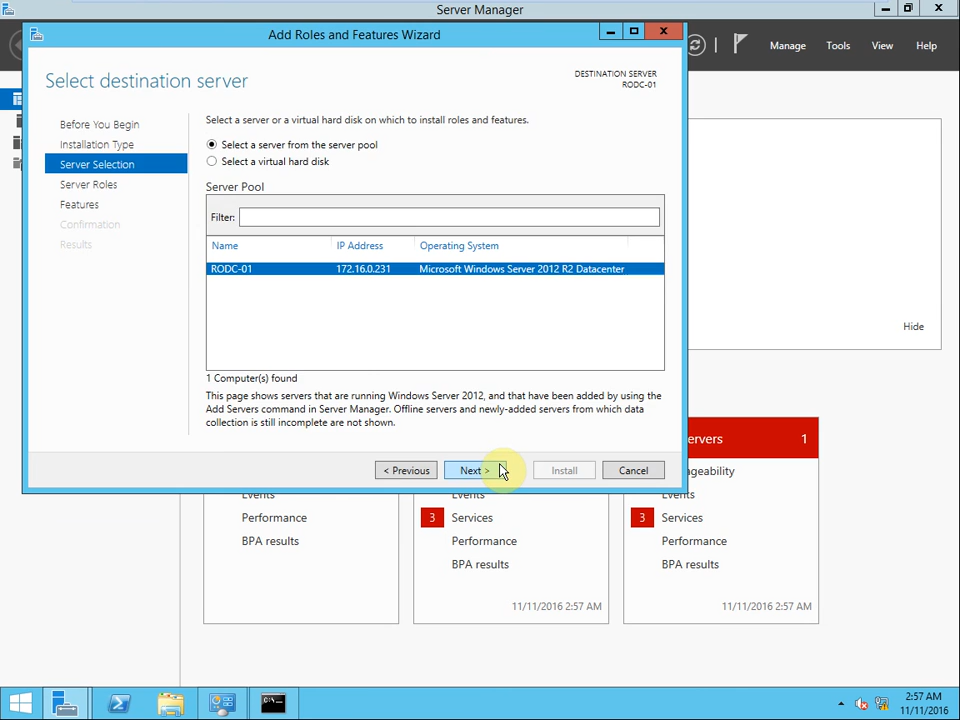 Server Manager
Add Roles and Features Wizard
Manage Tools View Help
Select destination server
DESTINATION SERVER
RODC-01
Before You Begin
Installation Type
Server Selection
Server Roles
Features
Confirmation
Results
Select a server or a virtual hard disk on which to install roles and features.
Select a server from the server pool
Select a virtual hard disk
Server Pool
Filter:
Name IP Address Operating System
RODC-01 172.16.0.231 Microsoft Windows Server 2012 R2 Datacenter
1 Computer(s) found
This page shows servers that are running Windows Server 2012, and that have been added by using the
Add Servers command in Server Manager. Offline servers and newly-added servers from which data
collection is still incomplete are not shown.
< Previous Next > Install Cancel
Hide
ervers 1
ageability
Events
Performance
BPA results
Events
3 Services
Performance
BPA results
11/11/2016 2:57 AM
Events
3 Services
Performance
BPA results
11/11/2016 2:57 AM
C:\
2:57 AM
11/11/2016